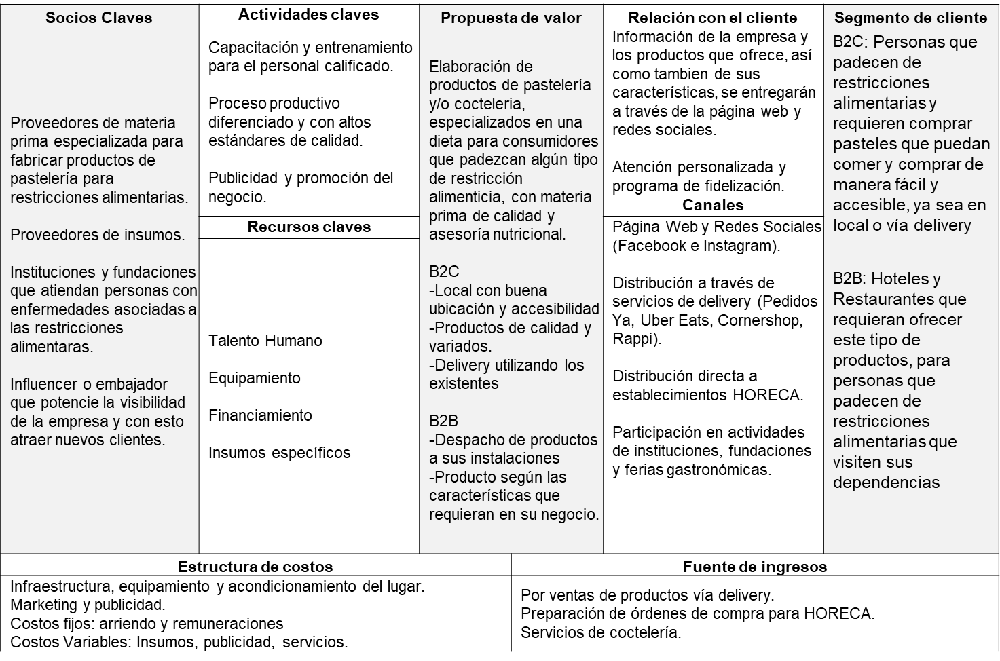 Socios Claves
Proveedores de materia
prima especializada para
fabricar productos de
pastelería para
restricciones alimentarias.
Proveedores de insumos.
Instituciones y fundaciones
que atiendan personas con
enfermedades asociadas a
las restricciones
alimentaras.
Influencer o embajador
que potencie la visibilidad
de la empresa y con esto
atraer nuevos clientes.
Actividades claves
Capacitación y entrenamiento
para el personal calificado.
Proceso productivo
diferenciado y con altos
estándares de calidad.
Publicidad y promoción del
negocio.
Recursos claves
Talento Humano
Equipamiento
Financiamiento
Insumos específicos
Propuesta de valor
Elaboración de
productos de pastelería
y/o cocteleria,
especializados en una
dieta para consumidores
que padezcan algún tipo
de restricción
alimenticia, con materia
prima de calidad y
asesoría nutricional.
B2C
-Local con buena
ubicación y accesibilidad
-Productos de calidad y
variados.
-Delivery utilizando los
existentes
B2B
-Despacho de productos
a sus instalaciones
-Producto según las
características que
requieran en su negocio.
Relación con el cliente
Información de la empresa y
los productos que ofrece, así
como tambien de sus
características, se entregarán
a través de la página web y
redes sociales.
Atención personalizada y
programa de fidelización.
Canales
Página Web y Redes Sociales
(Facebook e Instagram).
Distribución a través de
servicios de delivery (Pedidos
Ya, Uber Eats, Cornershop,
Rappi).
Distribución directa a
establecimientos HORECA.
Participación en actividades
de instituciones, fundaciones
y ferias gastronómicas.
Segmento de cliente
B2C: Personas que
padecen de
restricciones
alimentarias y
requieren comprar
pasteles que puedan
comer y comprar de
manera fácil y
accesible, ya sea en
local o vía delivery
B2B: Hoteles y
Restaurantes que
requieran ofrecer
este tipo de
productos, para
personas que
padecen de
restricciones
alimentarias que
visiten sus
dependencias
Estructura de costos
Infraestructura, equipamiento y acondicionamiento del lugar.
Marketing y publicidad.
Costos fijos: arriendo y remuneraciones
Costos Variables: Insumos, publicidad, servicios.
Fuente de ingresos
Por ventas de productos vía delivery.
Preparación de órdenes de compra para HORECA.
Servicios de coctelería.